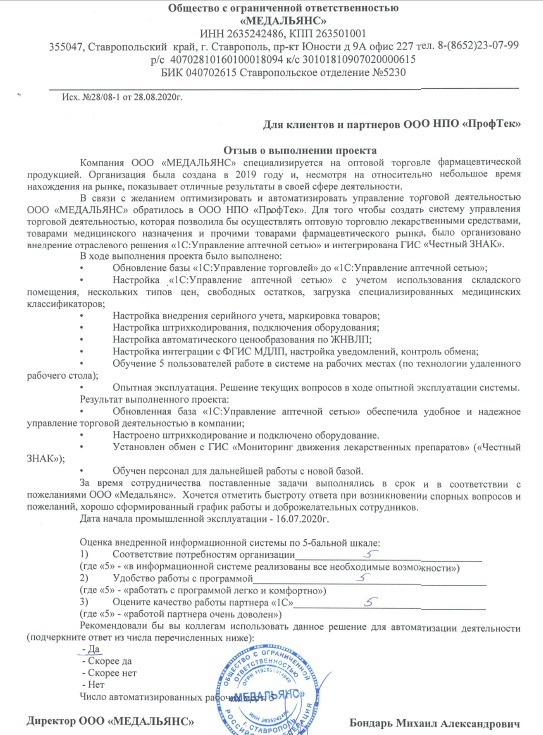 Общество с ограниченной ответственностью
«МЕДАЛЬЯНС»
ИНН 2635242486, КПП 263501001
355047, Ставропольский край, г. Ставрополь, пр-кт Юности д 9А офис 227 тел. 8-(8652)23-07-99
р/с 40702810160100018094 к/с 30101810907020000615
БИК 040702615 Ставропольское отделение №5230
Исх. №28/08-1 от 28.08.2020г.
Для клиентов и партнеров ООО НПО «ПрофТек»
Отзыв о выполнении проекта
Компания ООО «МЕДАЛЬЯНС» специализируется на оптовой торговле фармацевтической
продукцией. Организация была создана в 2019 году и, несмотря на относительно небольшое время
нахождения на рынке, показывает отличные результаты в своей сфере деятельности.
В связи с желанием оптимизировать и автоматизировать управление торговой деятельностью
ООО «МЕДАЛЬЯНС» обратилось в ООО НПО «ПрофТек». Для того чтобы создать систему управления
торговой деятельностью, которая позволила бы осуществлять оптовую торговлю лекарственными средствами,
товарами медицинского назначения и прочими товарами фармацевтического рынка, было организовано
внедрение отраслевого решения «1С:Управление аптечной сетью» и интегрирована ГИС «Честный ЗНАК».
В ходе выполнения проекта было выполнено:
• Обновление базы «1С:Управление торговлей» до «1С:Управление аптечной сетью»;
• Настройка «1С:Управление аптечной сетью» с учетом использования складского
помещения, нескольких типов цен, свободных остатков, загрузка специализированных медицинских
классификаторов;
• Настройка внедрения серийного учета, маркировка товаров;
• Настройка штрихкодирования, подключения оборудования;
• Настройка автоматического ценообразования по ЖНВЛП;
• Настройка интеграции с ФГИС МДЛП, настройка уведомлений, контроль обмена;
• Обучение 5 пользователей работе в системе на рабочих местах (по технологии удаленного
рабочего стола);
• Опытная эксплуатация. Решение текущих вопросов в ходе опытной эксплуатации системы.
Результат выполненного проекта:
• Обновленная база «1С:Управление аптечной сетью» обеспечила удобное и надежное
управление торговой деятельностью в компании;
• Настроено штрихкодирование и подключено оборудование.
• Установлен обмен с ГИС «Мониторинг движения лекарственных препаратов» («Честный
ЗНАК»);
• Обучен персонал для дальнейшей работы с новой базой.
За время сотрудничества поставленные задачи выполнялись в срок и в соответствии с
пожеланиями ООО «Медальянс». Хочется отметить быстроту ответа при возникновении спорных вопросов и
пожеланий, хорошо сформированный график работы и доброжелательных сотрудников.
Дата начала промышленной эксплуатации - 16.07.2020г.
Оценка внедренной информационной системы по 5-бальной шкале:
1) Соответствие потребностям организации 5
(где «5» - «в информационной системе реализованы все необходимые возможности»)
2) Удобство работы с программой 5
(где «5» - «работать с программой легко и комфортно»)
3) Оцените качество работы партнера «1С» 5
(где «5» - «работой партнера очень доволен»)
Рекомендовали бы вы коллегам использовать данное решение для автоматизации деятельности
(подчеркните ответ из числа перечисленных ниже):
- Да
- Скорее да
- Скорее нет
- Нет
Число автоматизированных рабочих
Директор ООО «МЕДАЛЬЯНС»
Бондарь Михаил Александрович
ОБЩЕСТВО С ОГРАНИЧЕННОЙ
ОТВЕТСТВЕННОСТЬЮ
«МЕДАЛЬЯНС»
ИНН 2635242486
г. СТАВРОПОЛЬ